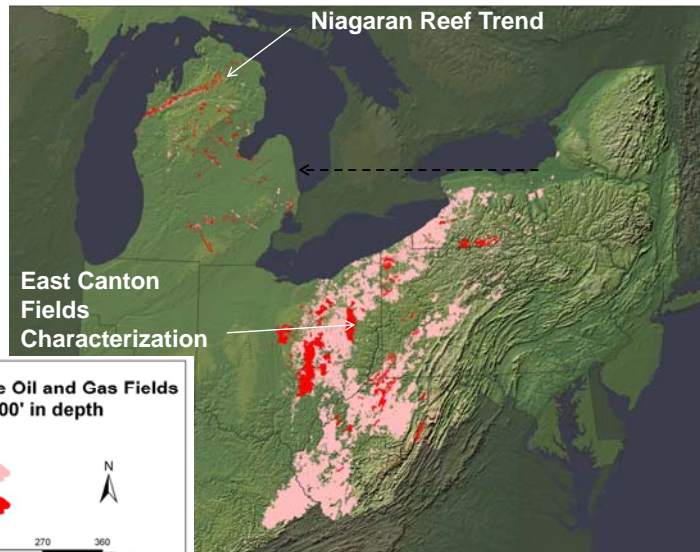 Niagaran Reef Trend
East Canton
Fields
Characterization
Oil and Gas Fields
00' in depth
N
270 360